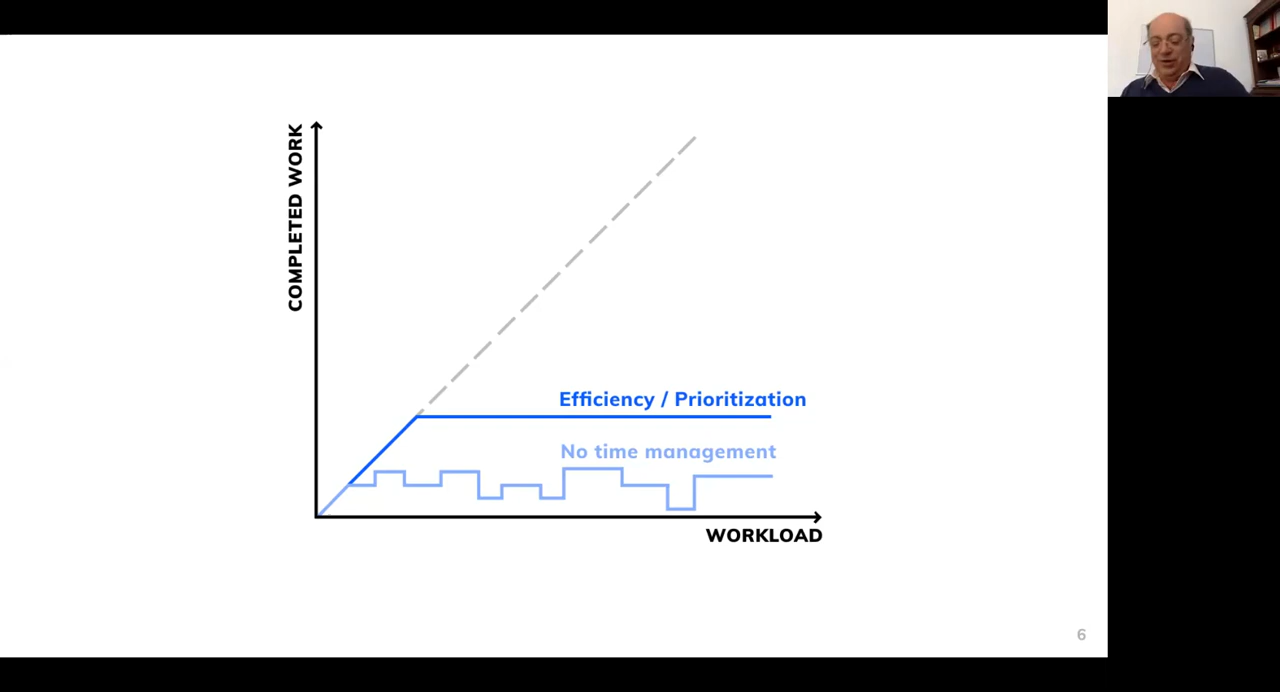 COMPLETED WORK
Efficiency / Prioritization
No time management
WORKLOAD
6